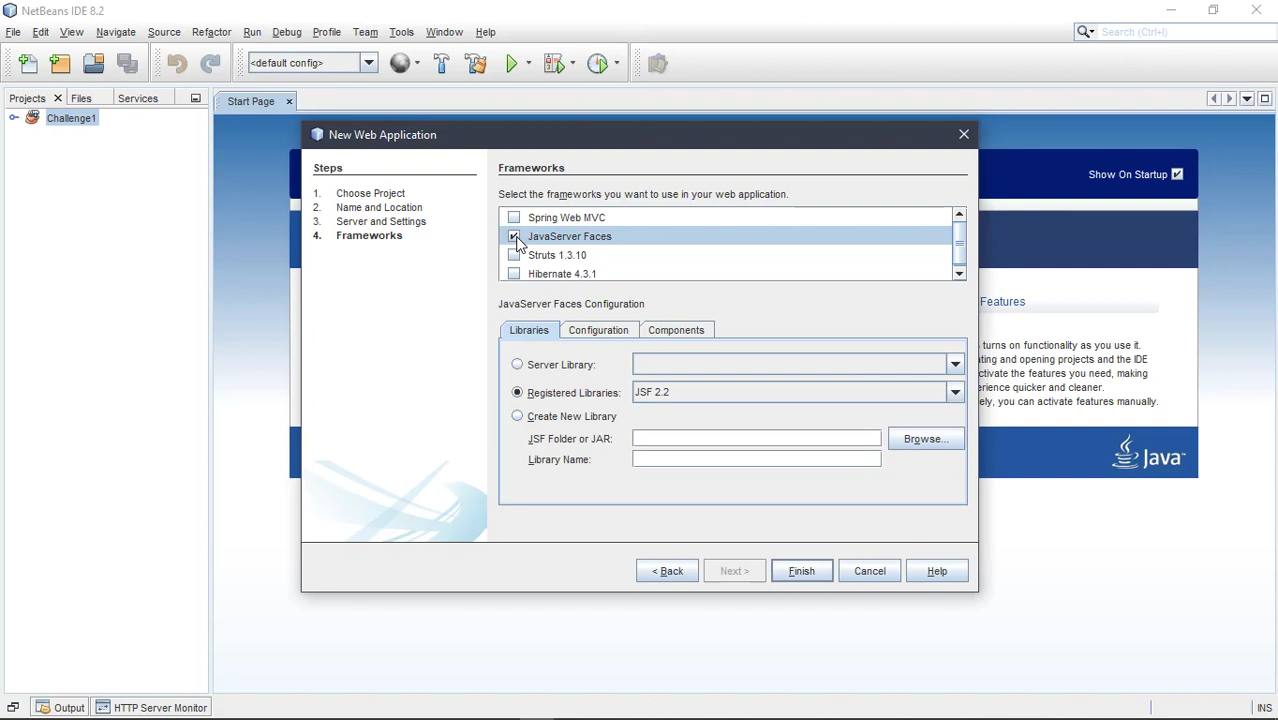 NetBeans IDE 8.2
File Edit View Navigate Source Refactor Run Debug Profile Team Tools Window Help
Search (Ctrl+I)
<default config>
Projects Files Services
Start Page
Challenge1
New Web Application
Show On Startup
Steps
1. Choose Project
2. Name and Location
3. Server and Settings
4. Frameworks
Frameworks
Select the frameworks you want to use in your web application.
Spring Web MVC
JavaServer Faces
Struts 1.3.10
Hibernate 4.3.1
JavaServer Faces Configuration
Libraries Configuration Components
Server Library:
Registered Libraries: JSF 2.2
Create New Library
JSF Folder or JAR: Browse...
Library Name:
< Back Next > Finish Cancel Help
Features
turns on functionality as you use it.
ating and opening projects and the IDE
activate the features you need, making
erience quicker and cleaner.
ely, you can activate features manually.
Java™
Output HTTP Server Monitor
INS